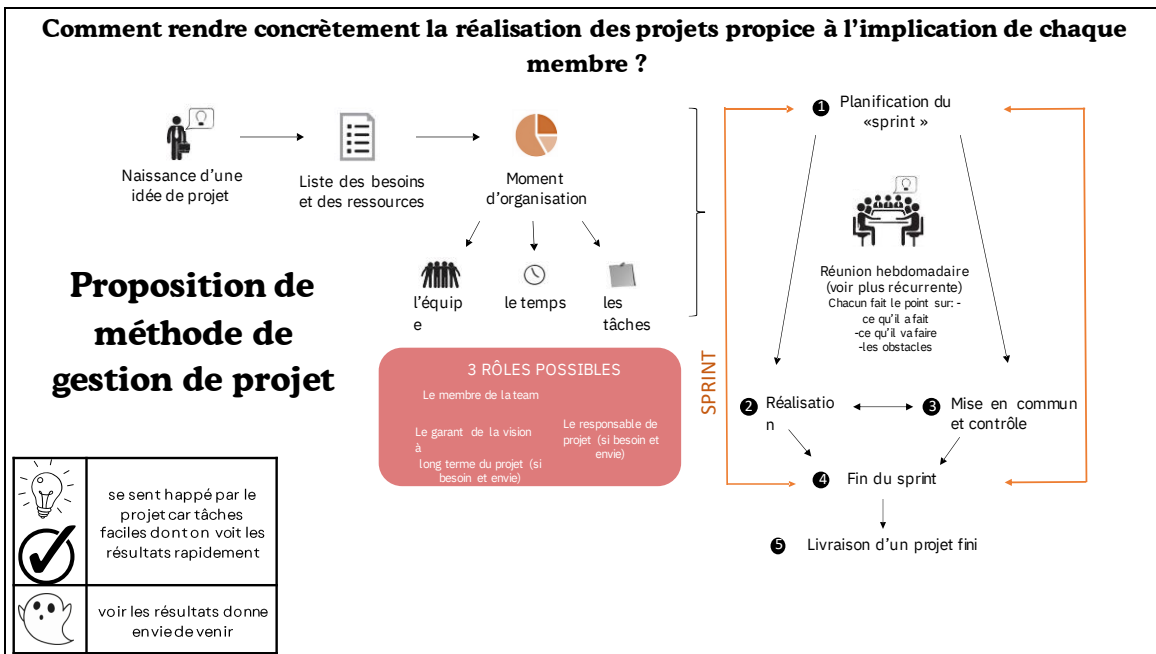 Comment rendre concrètement la réalisation des projets propice à l’implication de chaque
membre ?
Naissance d’une
idée de projet
Liste des besoins
et des ressources
Moment
d’organisation
l’équip
e
le temps
les
tâches
Proposition de
méthode de
gestion de projet
3 RÔLES POSSIBLES
Le membre de la team
Le garant de la vision
à
long terme du projet (si
besoin et envie)
Le responsable de
projet (si besoin et
envie)
se sent happé par le
projet car tâches
faciles dont on voit les
résultats rapidement
voir les résultats donne
envie de venir
SPRINT
1 Planification du
«sprint »
Réunion hebdomadaire
(voir plus récurrente)
Chacun fait le point sur: -
ce qu’il a fait
-ce qu’il va faire
-les obstacles
2 Réalisatio
n
3 Mise en commun
et contrôle
4 Fin du sprint
5 Livraison d’un projet fini